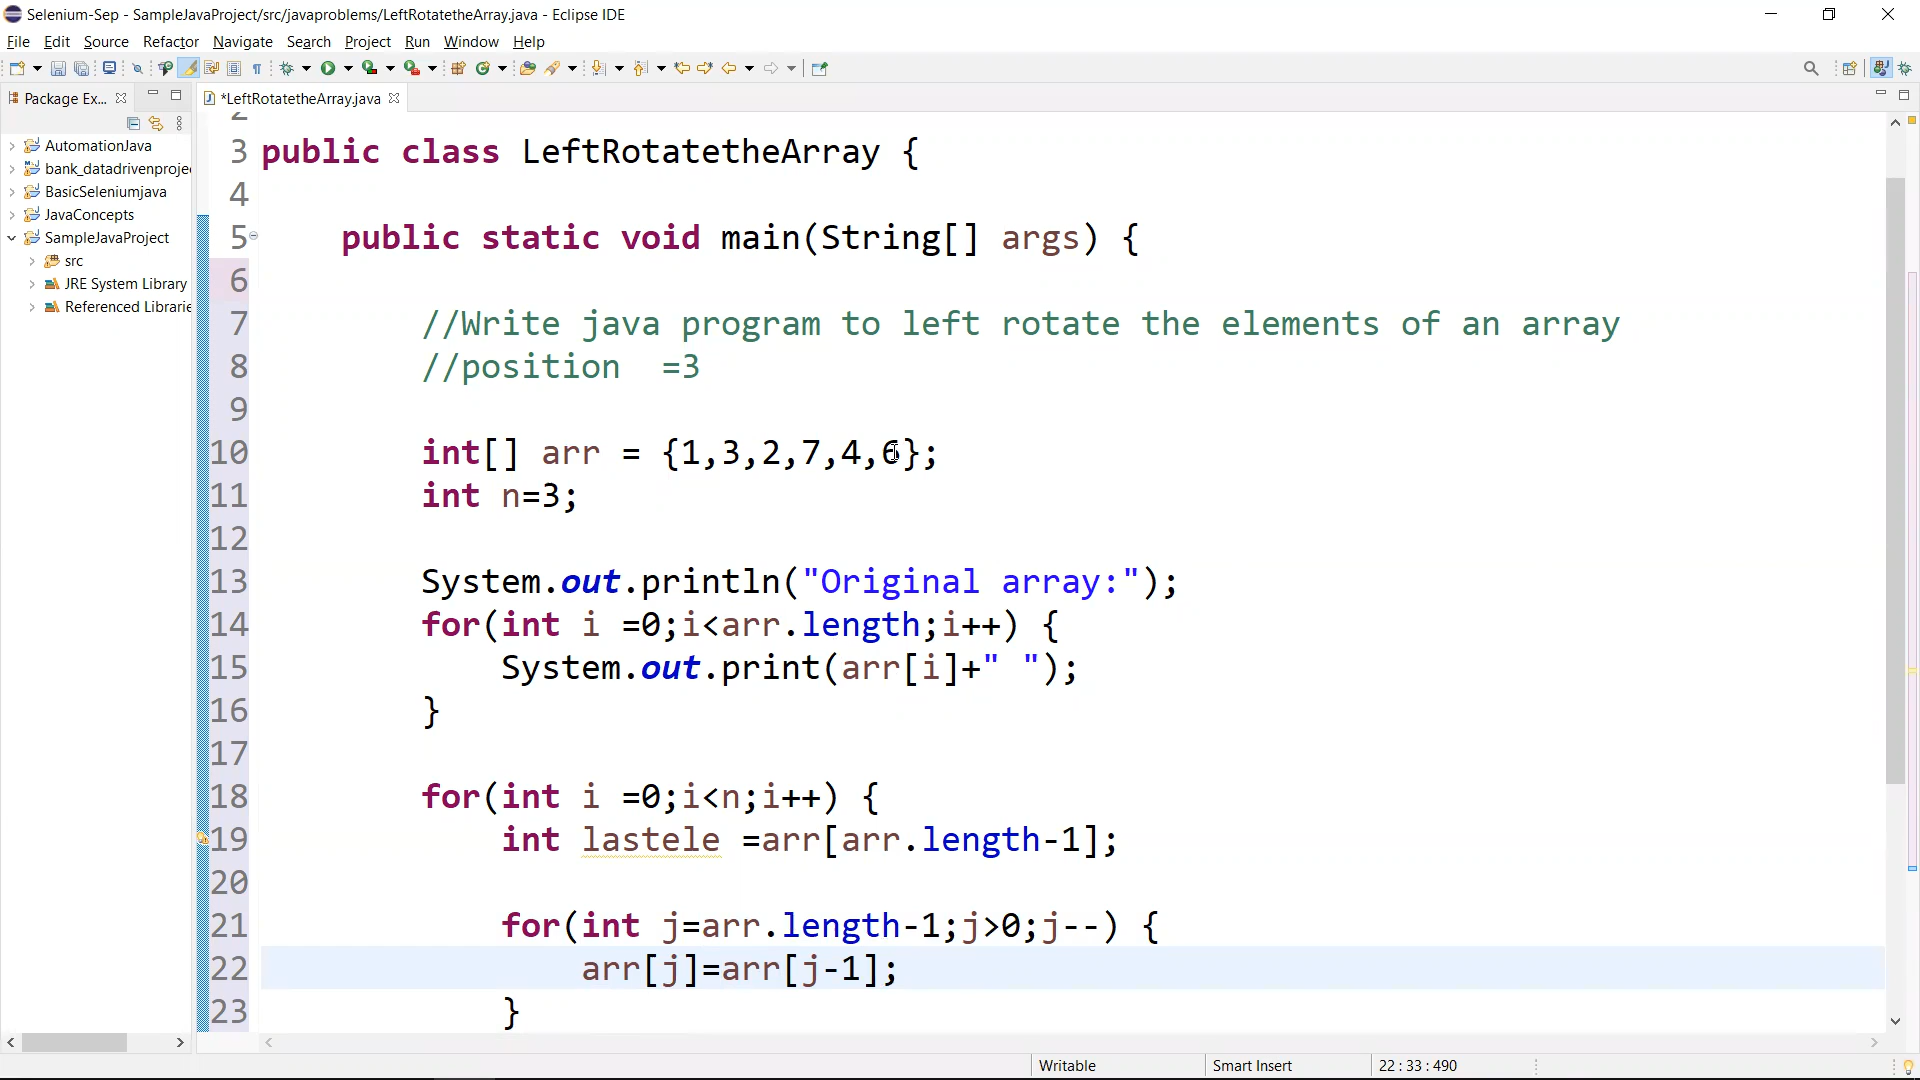 Selenium-Sep - SampleJavaProject/src/javaproblems/LeftRotatetheArray.java - Eclipse IDE
File Edit Source Refactor Navigate Search Project Run Window Help
Package Ex...
*LeftRotatetheArray.java
AutomationJava
bank_datadrivenproje
BasicSeleniumjava
JavaConcepts
SampleJavaProject
src
JRE System Library
Referenced Librarie
3 public class LeftRotatetheArray {
4
5 public static void main(String[] args) {
6
7 //Write java program to left rotate the elements of an array
8 //position =3
9
10 int[] arr = {1,3,2,7,4,6};
11 int n=3;
12
13 System.out.println("Original array:");
14 for(int i =0;i<arr.length;i++) {
15 System.out.print(arr[i]+" ");
16 }
17
18 for(int i =0;i<n;i++) {
19 int lastele =arr[arr.length-1];
20
21 for(int j=arr.length-1;j>0;j--) {
22 arr[j]=arr[j-1];
23 }
Writable Smart Insert 22 : 33 : 490